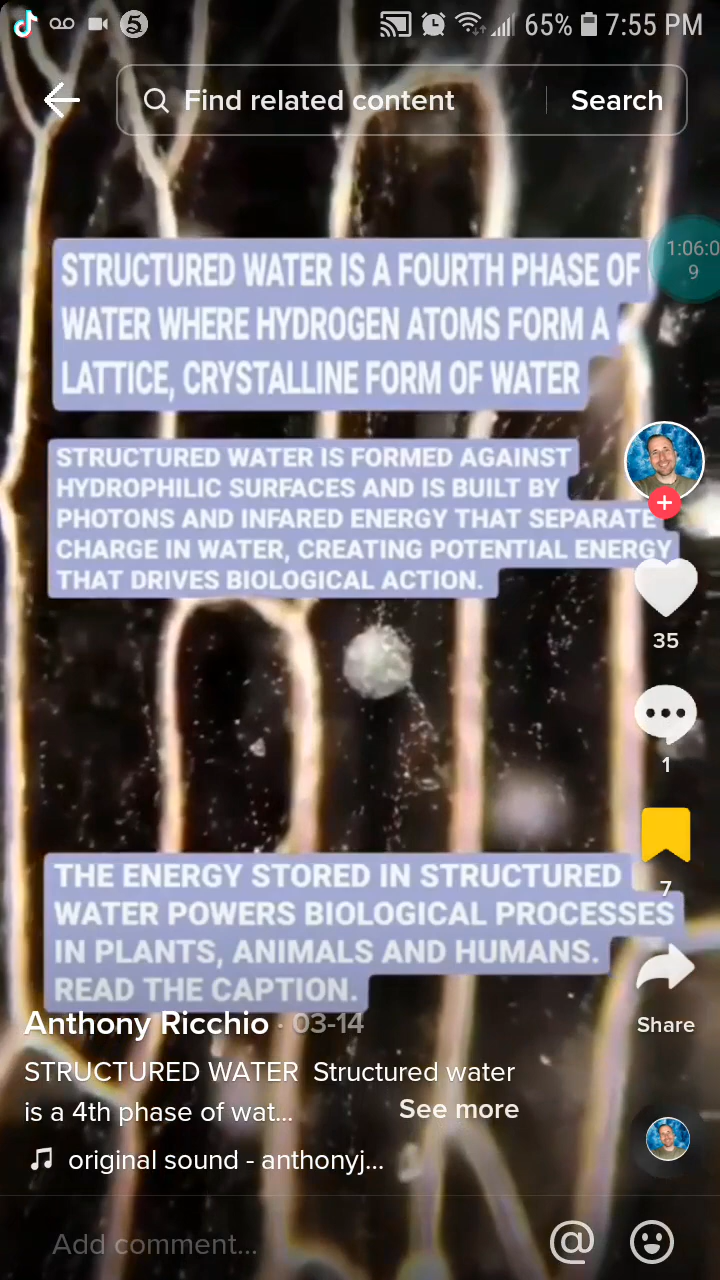 65% 7:55 PM
Find related content
Search
STRUCTURED WATER IS A FOURTH PHASE OF
WATER WHERE HYDROGEN ATOMS FORM A
LATTICE, CRYSTALLINE FORM OF WATER
1:06:0
9
STRUCTURED WATER IS FORMED AGAINST
HYDROPHILIC SURFACES AND IS BUILT BY
PHOTONS AND INFARED ENERGY THAT SEPARATE
CHARGE IN WATER, CREATING POTENTIAL ENERGY
THAT DRIVES BIOLOGICAL ACTION.
35
1
THE ENERGY STORED IN STRUCTURED
WATER POWERS BIOLOGICAL PROCESSES
IN PLANTS, ANIMALS AND HUMANS.
READ THE CAPTION.
7
Share
Anthony Ricchio · 03-14
STRUCTURED WATER Structured water
is a 4th phase of wat... See more
original sound - anthonyj...
Add comment...
@